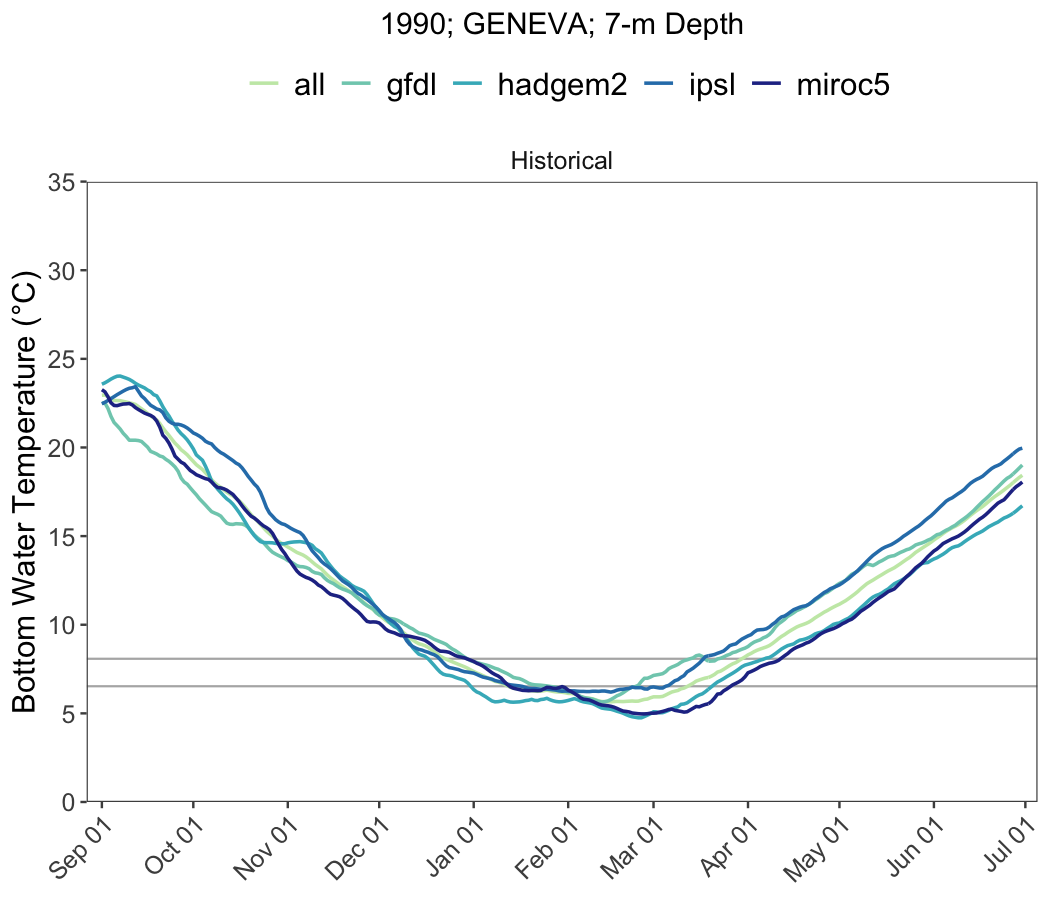 1990; GENEVA; 7-m Depth
all gfdl hadgem2 ipsl miroc5
Historical
Bottom Water Temperature (°C)
35
30
25
20
15
10
5
0
Sep 01 Oct 01 Nov 01 Dec 01 Jan 01 Feb 01 Mar 01 Apr 01 May 01 Jun 01 Jul 01